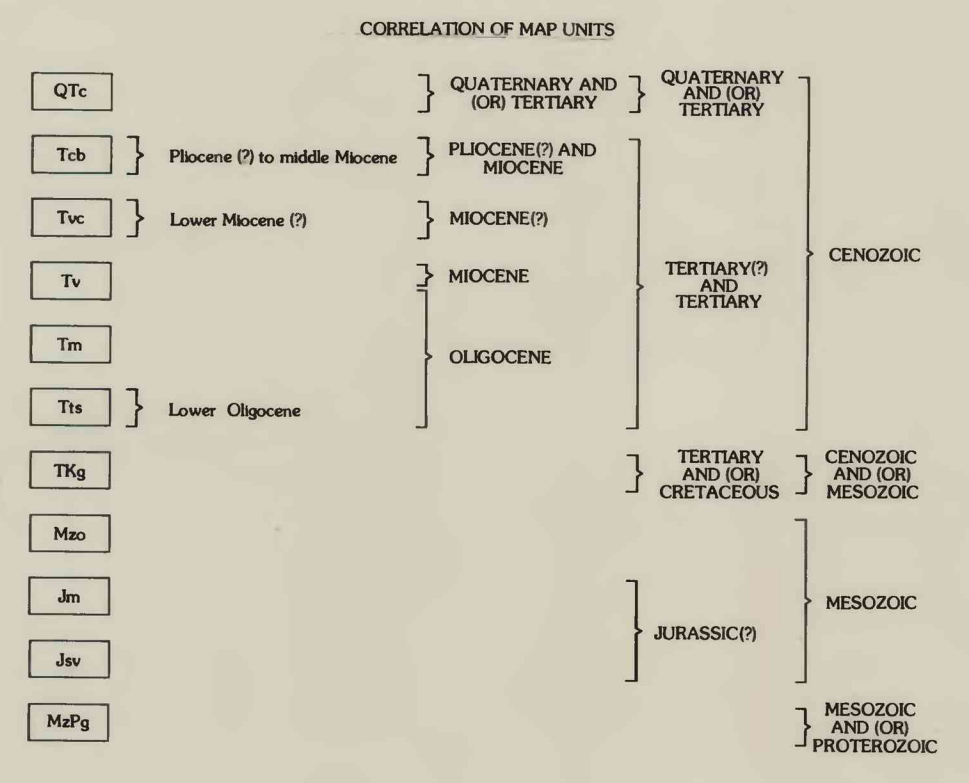 CORRELATION OF MAP UNITS
QTc
QUATERNARY AND
(OR) TERTIARY
QUATERNARY
AND (OR)
TERTIARY
Tcb
Pliocene (?) to middle Miocene
PLIOCENE(?) AND
MIOCENE
Tvc
Lower Miocene (?)
MIOCENE(?)
Tv
MIOCENE
Tm
OLIGOCENE
Tts
Lower Oligocene
TERTIARY(?)
AND
TERTIARY
CENOZOIC
TKg
TERTIARY
AND (OR)
CRETACEOUS
CENOZOIC
AND (OR)
MESOZOIC
Mzo
Jm
Jsv
JURASSIC(?)
MESOZOIC
MzPg
MESOZOIC
AND (OR)
PROTEROZOIC